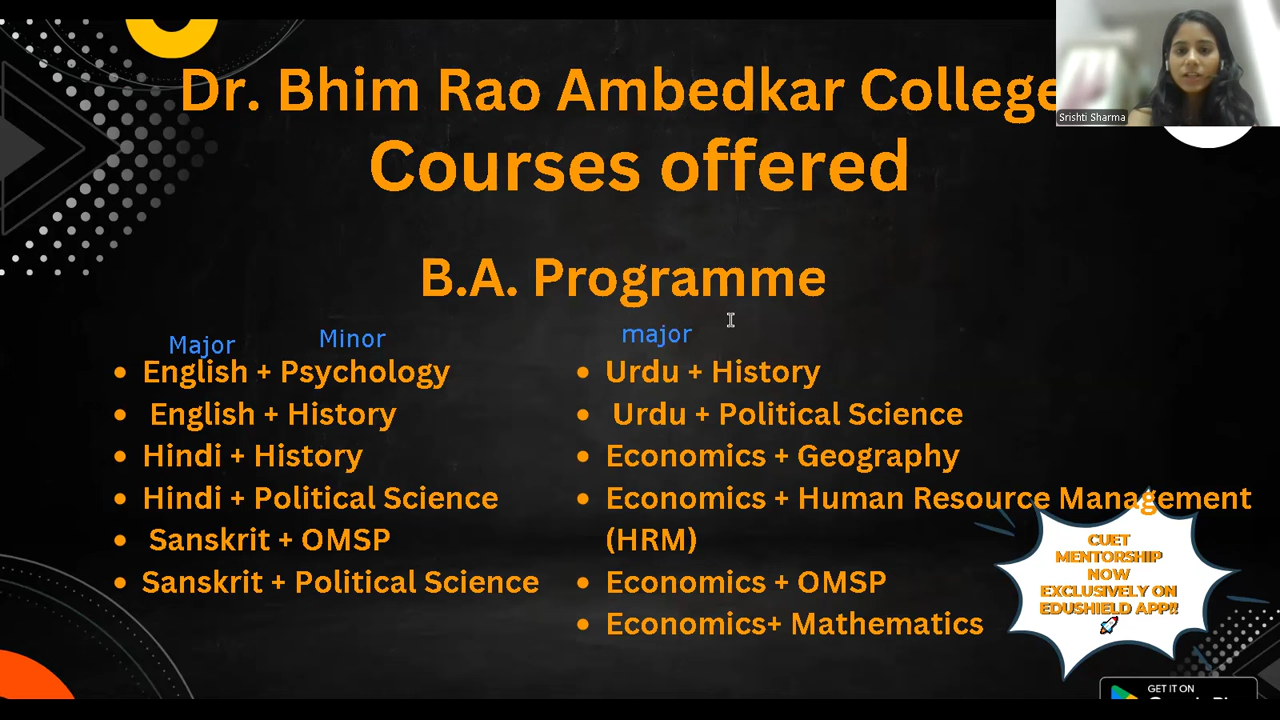 Dr. Bhim Rao Ambedkar College
Courses offered
Srishti Sharma
B.A. Programme
Major
Minor
• English + Psychology
• English + History
• Hindi + History
• Hindi + Political Science
• Sanskrit + OMSP
• Sanskrit + Political Science
major
• Urdu + History
• Urdu + Political Science
• Economics + Geography
• Economics + Human Resource Management
(HRM)
• Economics + OMSP
• Economics+ Mathematics
CUET
MENTORSHIP
NOW
EXCLUSIVELY ON
EDUSHIELD APP!!
GET IT ON